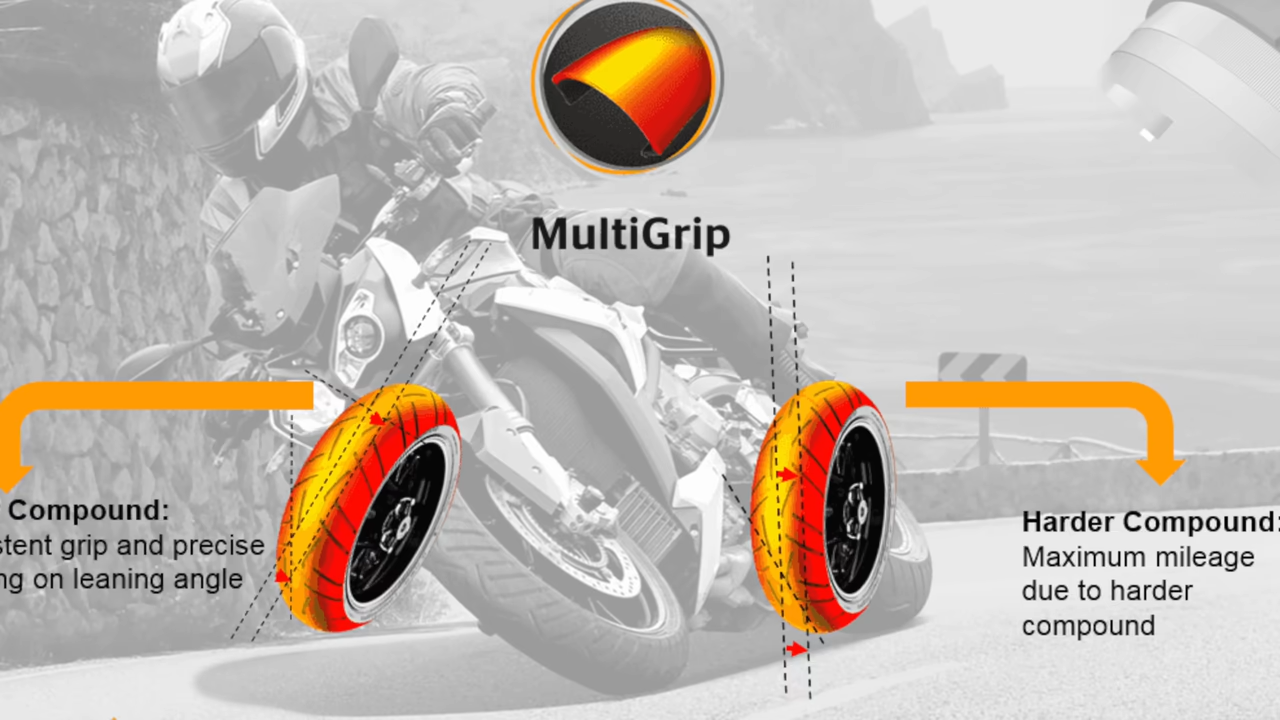 MultiGrip
Compound:
stent grip and precise
ng on leaning angle
Harder Compound:
Maximum mileage
due to harder
compound